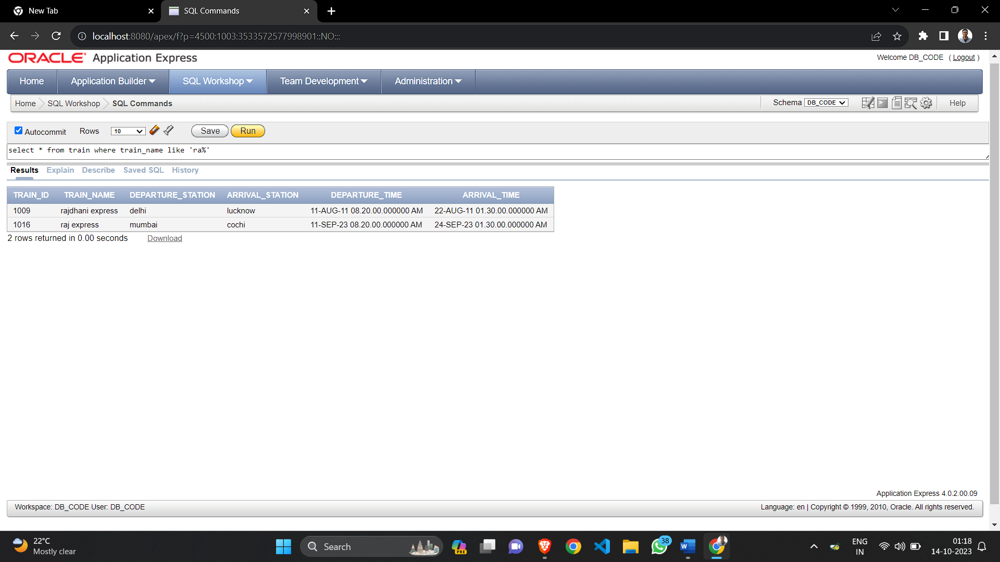 New Tab
SQL Commands
localhost:8080/apex/f?p=4500:1003:3533572577998901::NO:::
ORACLE Application Express
Welcome DB_CODE ( Logout )
Home Application Builder SQL Workshop Team Development Administration
Home SQL Workshop SQL Commands
Schema DB_CODE Help
Autocommit Rows 10 Save Run
select * from train where train_name like 'ra%'
Results Explain Describe Saved SQL History
TRAIN_ID TRAIN_NAME DEPARTURE_STATION ARRIVAL_STATION DEPARTURE_TIME ARRIVAL_TIME
1009 rajdhani express delhi lucknow 11-AUG-11 08.20.00.000000 AM 22-AUG-11 01.30.00.000000 AM
1016 raj express mumbai cochi 11-SEP-23 08.20.00.000000 AM 24-SEP-23 01.30.00.000000 AM
2 rows returned in 0.00 seconds Download
Application Express 4.0.2.00.09
Workspace: DB_CODE User: DB_CODE
Language: en | Copyright © 1999, 2010, Oracle. All rights reserved.
22°C
Mostly clear
Search
PRE
38
W
ENG
IN
01:18
14-10-2023